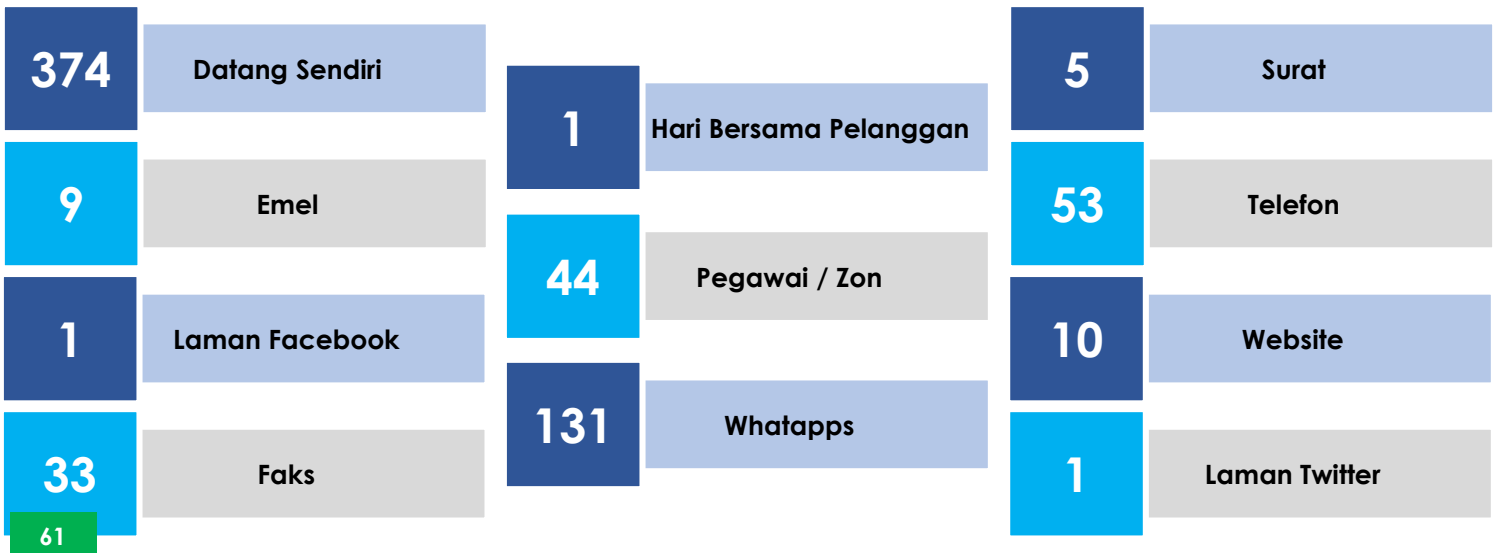 374
Datang Sendiri
9
Emel
1
Laman Facebook
33
Faks
1
Hari Bersama Pelanggan
44
Pegawai / Zon
131
Whatapps
5
Surat
53
Telefon
10
Website
1
Laman Twitter
61